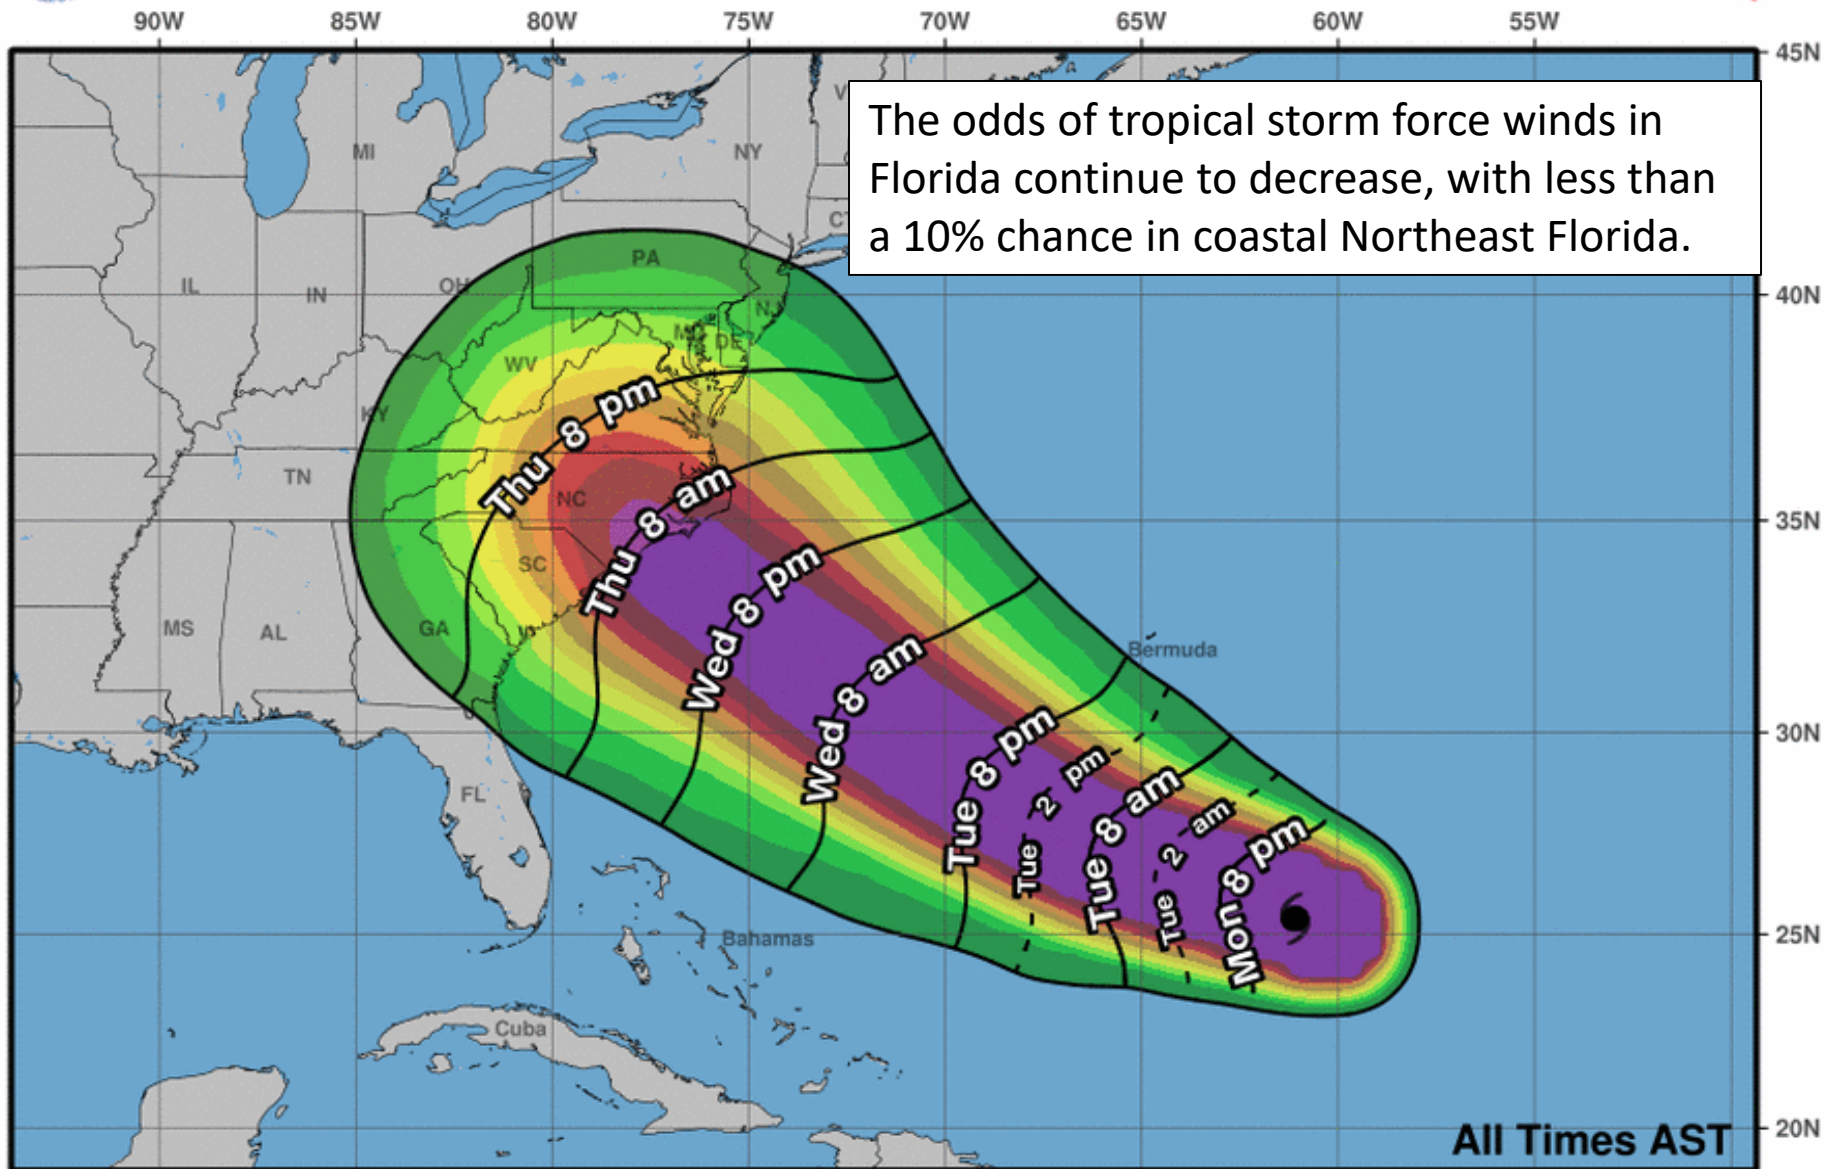 90W 85W 80W 75W 70W 65W 60W 55W
45N
The odds of tropical storm force winds in
Florida continue to decrease, with less than
a 10% chance in coastal Northeast Florida.
MI
NY
V
CT
PA
OH
IL
IN
40N
NJ
MD
DE
WV
KY
Thu 8 pm
TN
NC
Thu 8 am
35N
SC
Wed 8 pm
MS
AL
GA
Bermuda
Wed 8 am
30N
Tue 8 pm
Tue 2 pm
Tue 8 am
Tue 2 am
Mon 8 pm
FL
Bahamas
25N
Cuba
20N
All Times AST